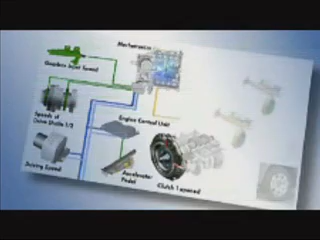 Mechatronics
Gearbox Input Speed
Speeds of
Drive Shafts 1/2
Engine Control Unit
Driving Speed
Accelerator
Pedal
Clutch 1 opened